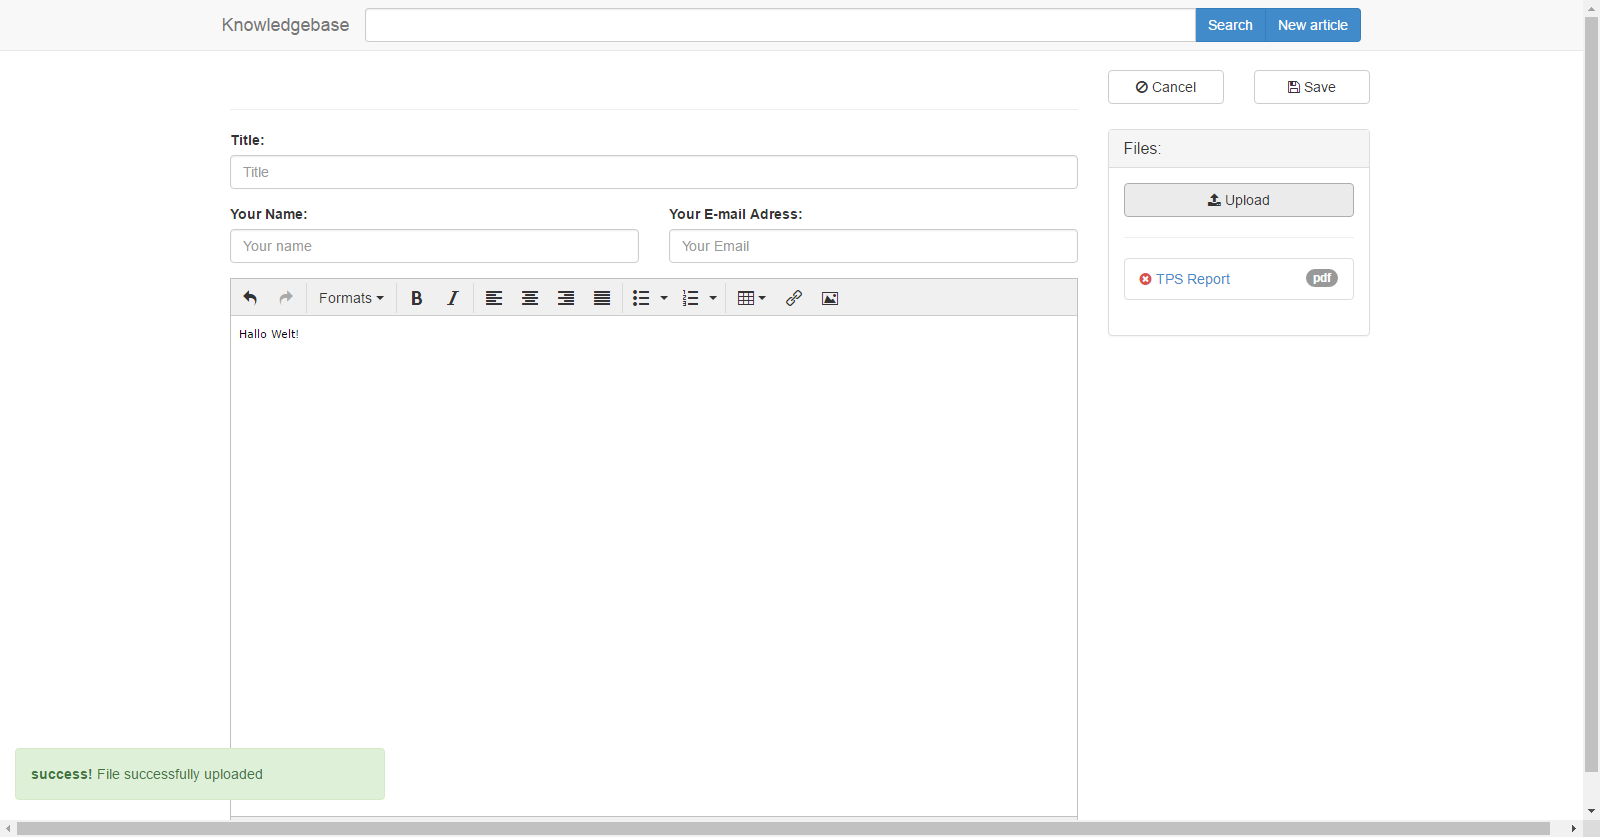 Knowledgebase
Search New article
Cancel Save
Title:
Title
Your Name: Your E-mail Adress:
Your name Your Email
Files:
Upload
TPS Report pdf
Formats B I
Hallo Welt!
success! File successfully uploaded